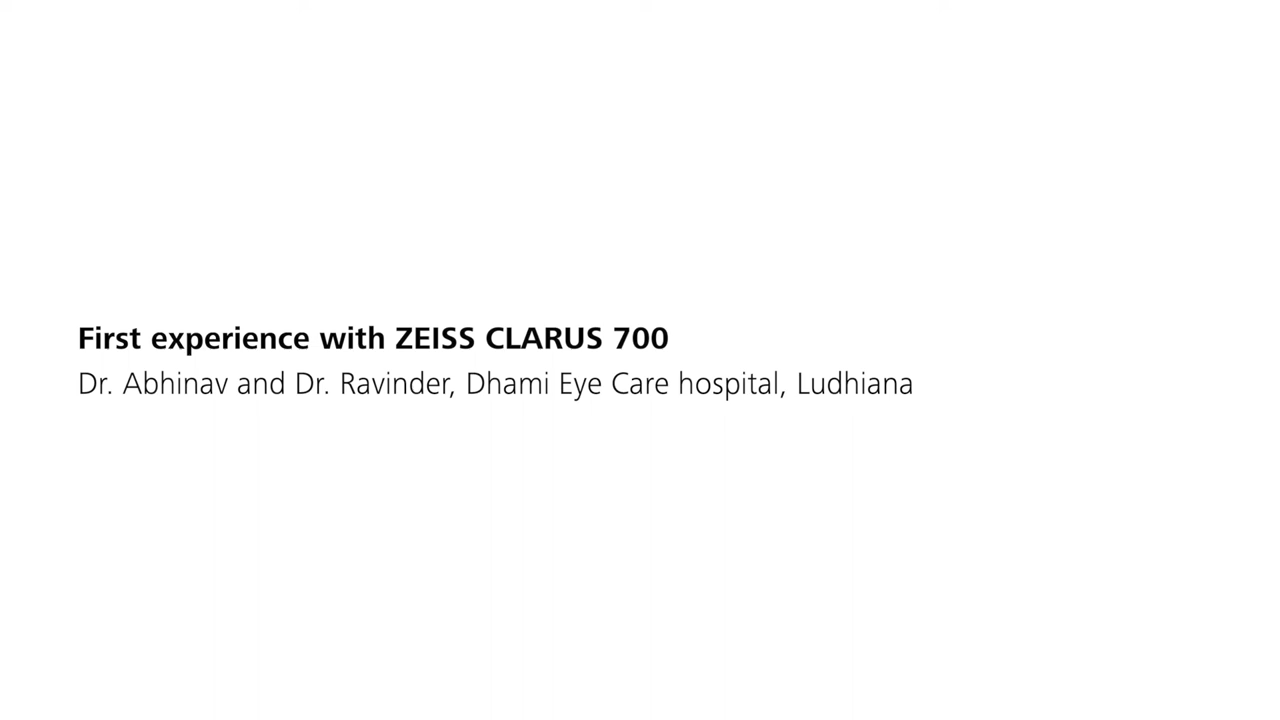 First experience with ZEISS CLARUS 700
Dr. Abhinav and Dr. Ravinder, Dhami Eye Care hospital, Ludhiana